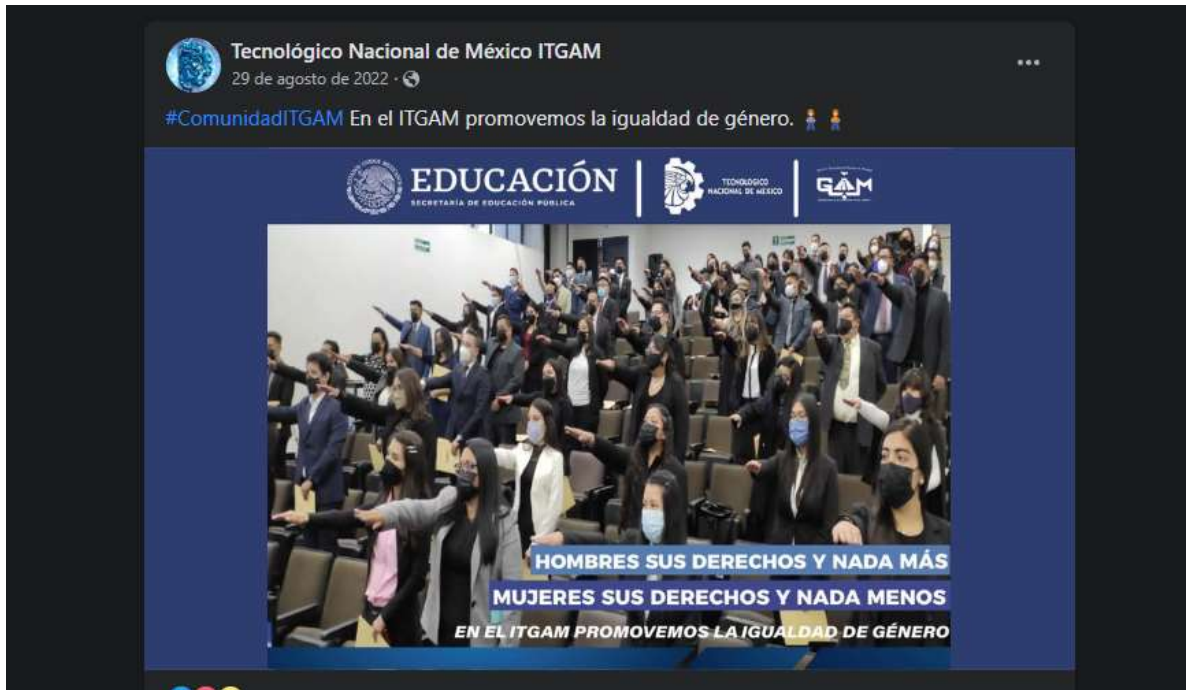 Tecnológico Nacional de México ITGAM
29 de agosto de 2022
#ComunidadITGAM En el ITGAM promovemos la igualdad de género.
EDUCACIÓN
SECRETARÍA DE EDUCACIÓN PÚBLICA
TECNOLOGICO
NACIONAL DE MÉXICO
GAM
HOMBRES SUS DERECHOS Y NADA MÁS
MUJERES SUS DERECHOS Y NADA MENOS
EN EL ITGAM PROMOVEMOS LA IGUALDAD DE GÉNERO